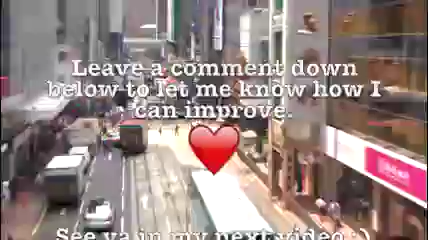 Leave a comment down
below to let me know how I
can improve.
See ya in my next video :)